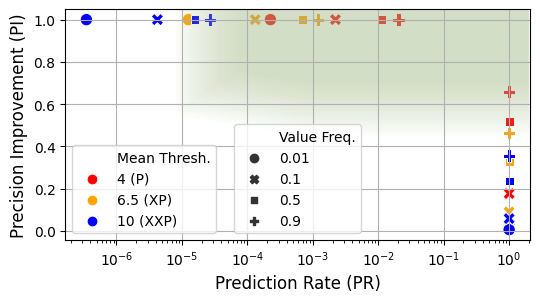 Precision Improvement (PI)
1.0
0.8
0.6
0.4
0.2
0.0
Mean Thresh.
4 (P)
6.5 (XP)
10 (XXP)
Value Freq.
0.01
0.1
0.5
0.9
10⁻⁶ 10⁻⁵ 10⁻⁴ 10⁻³ 10⁻² 10⁻¹ 10⁰
Prediction Rate (PR)